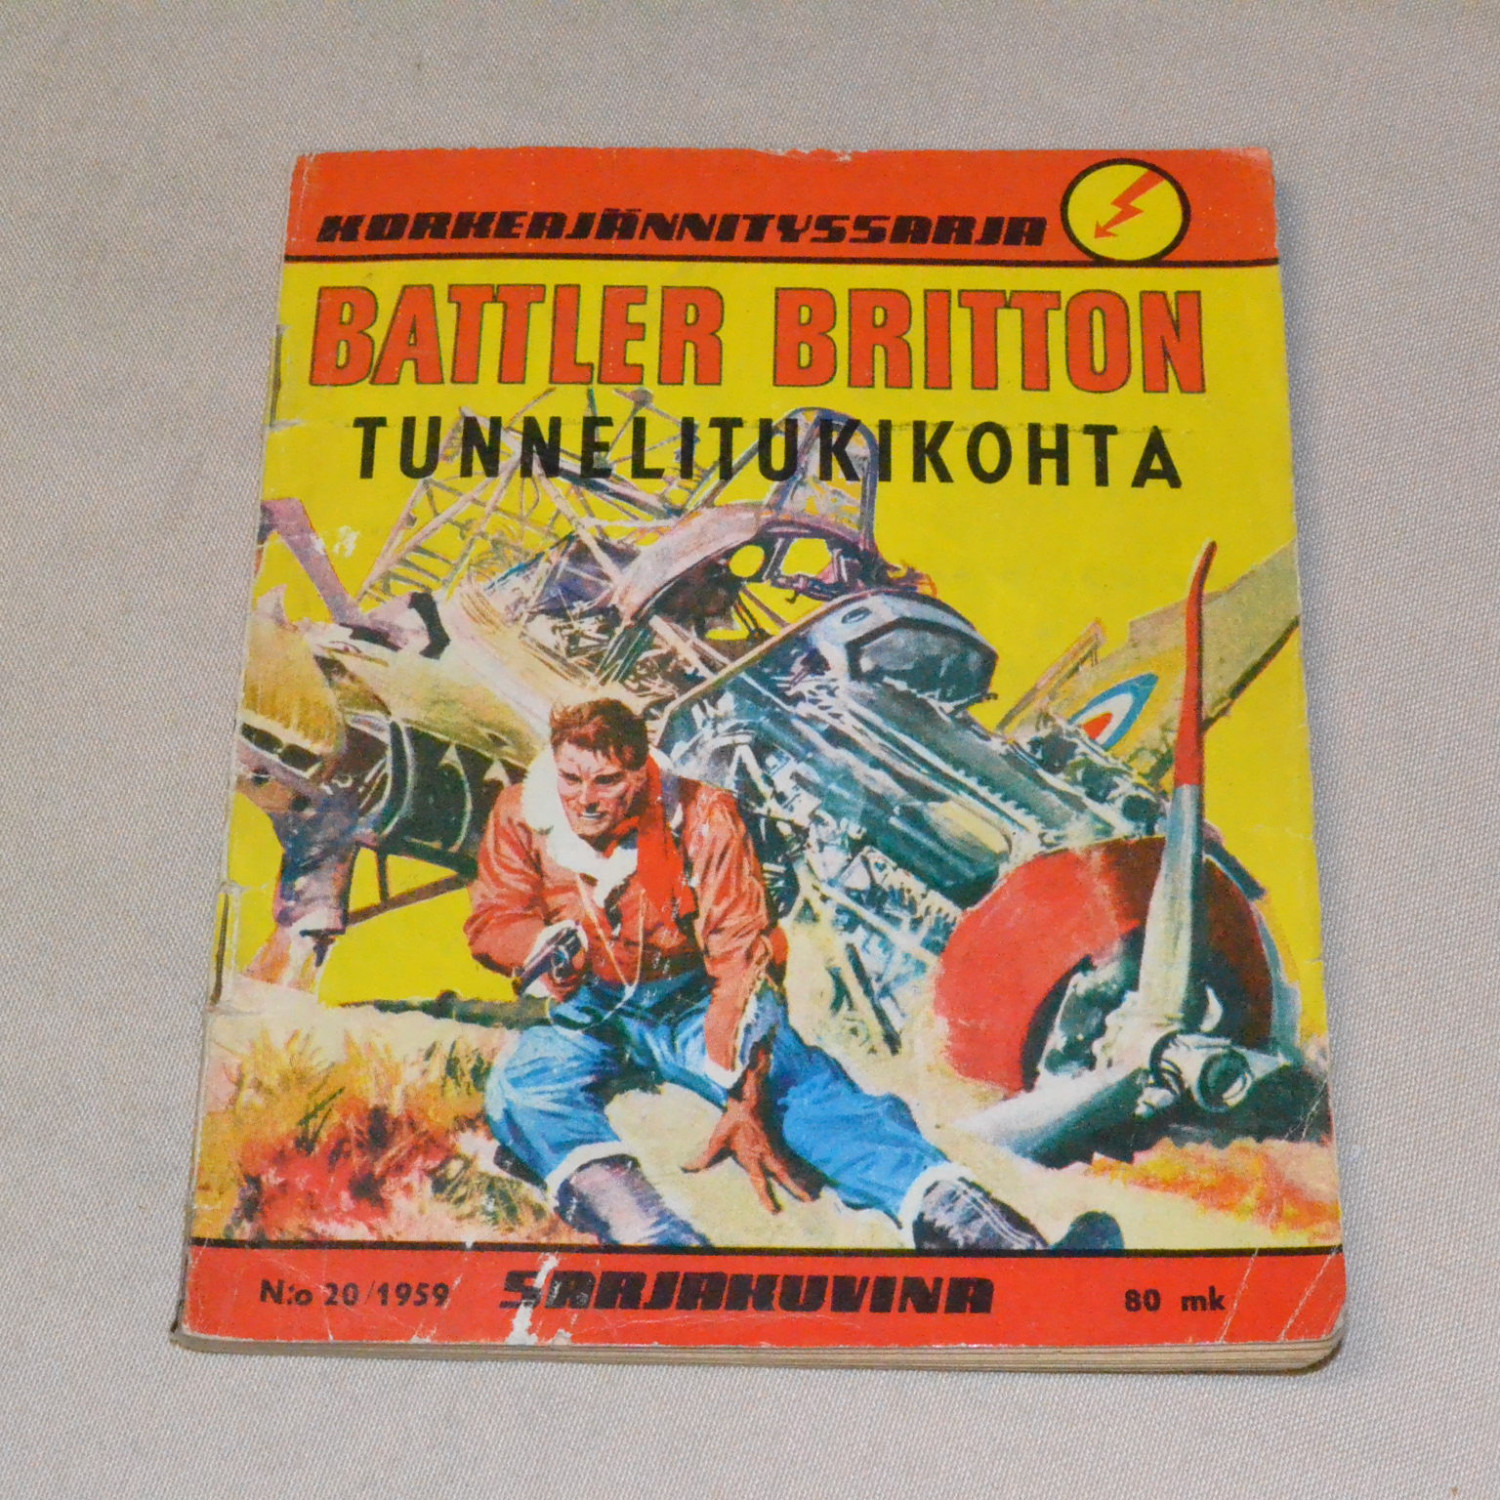 KORKEAJÄNNITYSSARJA
BATTLER BRITTON
TUNNELITUKIKOHTA
N:o 20/1959 SARJAKUVINA 80 mk